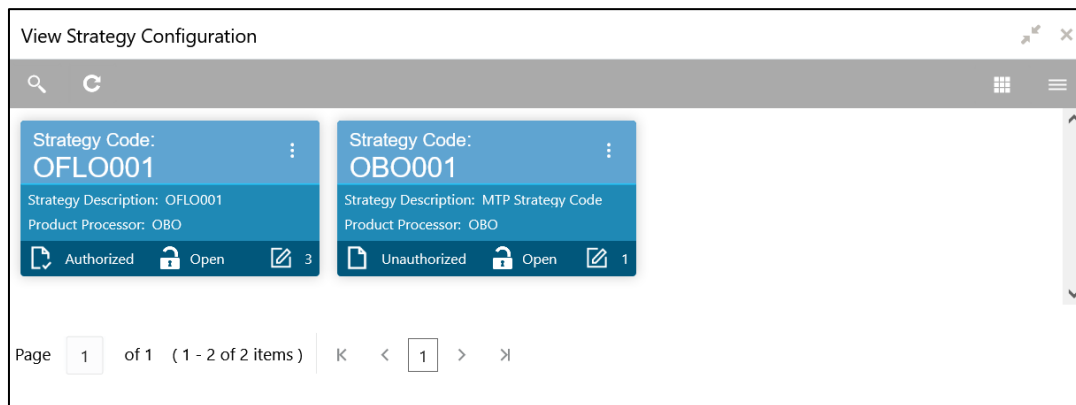 View Strategy Configuration
Strategy Code:
OFLO001
Strategy Description: OFLO001
Product Processor: OBO
Authorized Open 3
Strategy Code:
OBO001
Strategy Description: MTP Strategy Code
Product Processor: OBO
Unauthorized Open 1
Page 1 of 1 ( 1 - 2 of 2 items ) 1